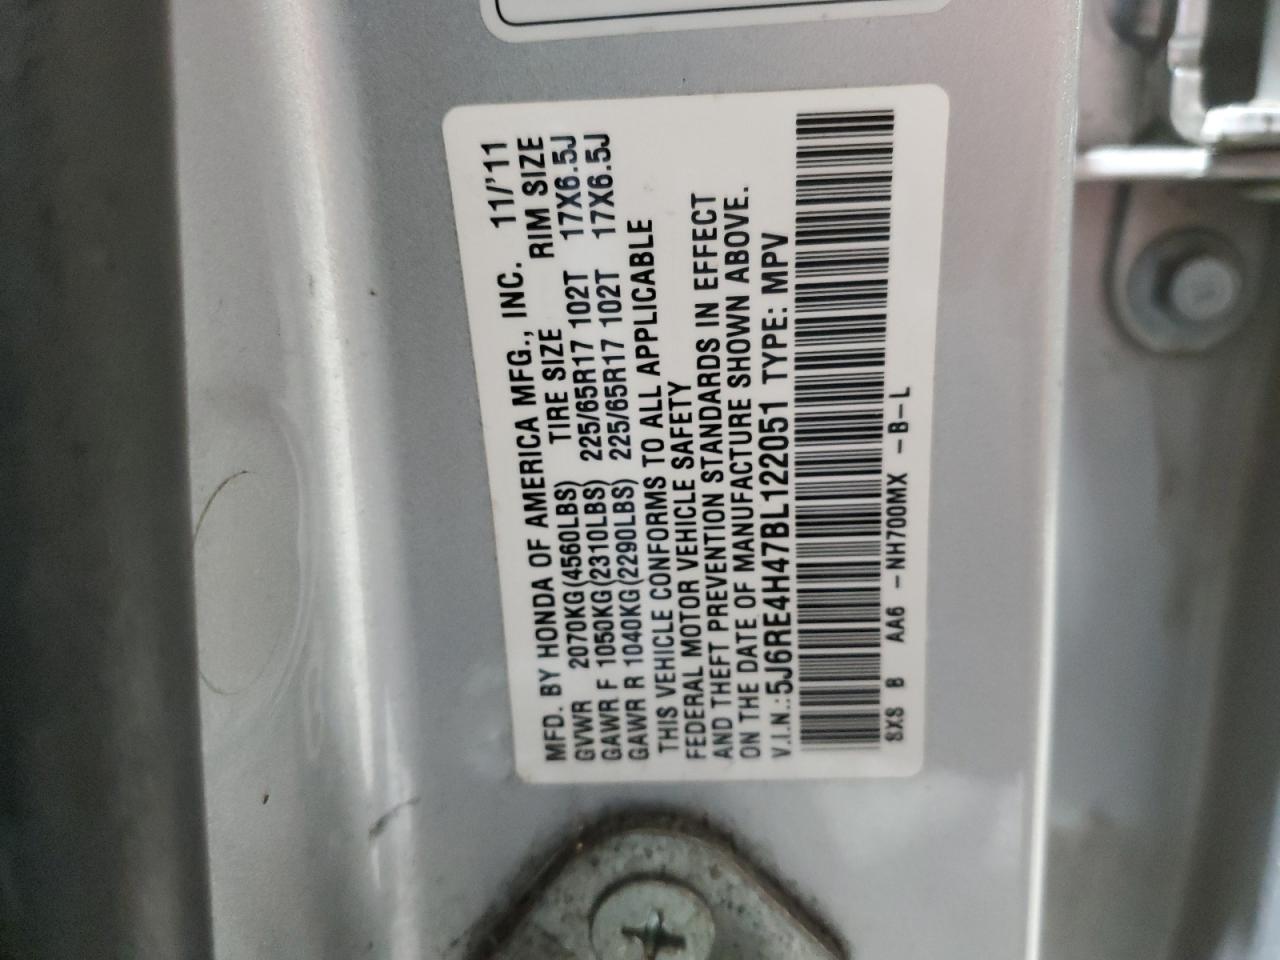 MFD. BY HONDA OF AMERICA MFG., INC. 11/'11
GVWR 2070KG(4560LBS) TIRE SIZE RIM SIZE
GAWR F 1050KG(2310LBS) 225/65R17 102T 17X6.5J
GAWR R 1040KG(2290LBS) 225/65R17 102T 17X6.5J
THIS VEHICLE CONFORMS TO ALL APPLICABLE
FEDERAL MOTOR VEHICLE SAFETY
AND THEFT PREVENTION STANDARDS IN EFFECT
ON THE DATE OF MANUFACTURE SHOWN ABOVE.
V.I.N.:5J6RE4H47BL122051 TYPE: MPV
SXS B AA6 -NH700MX -B-L